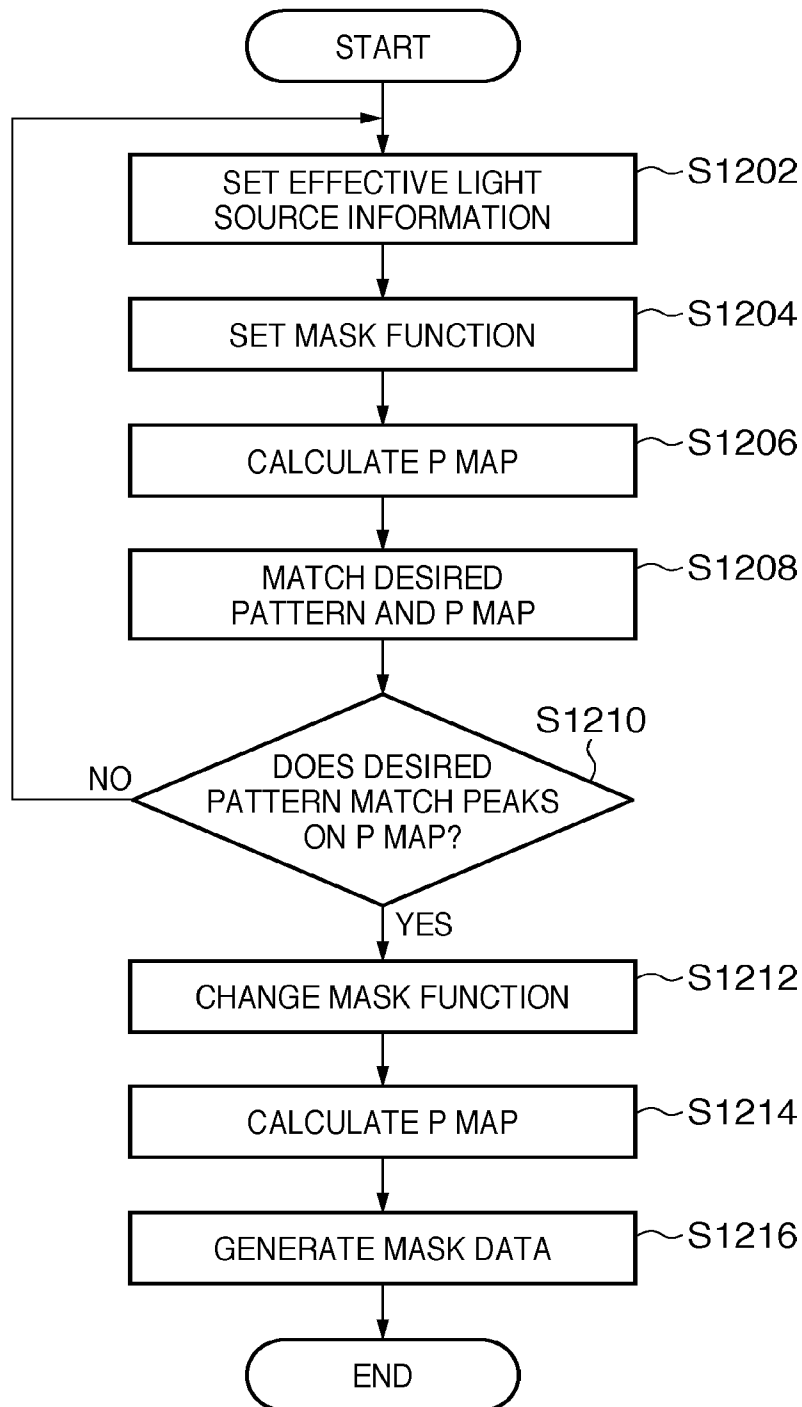 START
SET EFFECTIVE LIGHT
SOURCE INFORMATION
S1202
SET MASK FUNCTION
S1204
CALCULATE P MAP
S1206
MATCH DESIRED
PATTERN AND P MAP
S1208
S1210
DOES DESIRED
PATTERN MATCH PEAKS
ON P MAP?
NO
YES
CHANGE MASK FUNCTION
S1212
CALCULATE P MAP
S1214
GENERATE MASK DATA
S1216
END